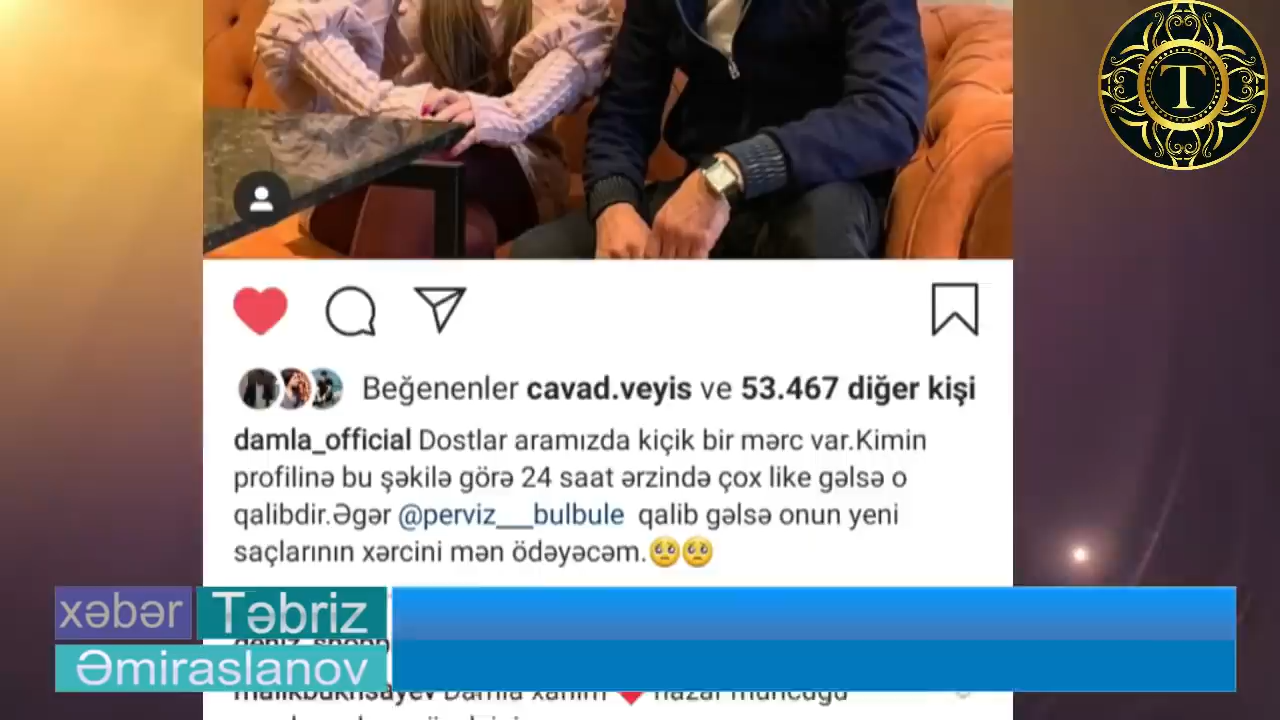 T
Beğenenler cavad.veyis ve 53.467 diğer kişi
damla_official Dostlar aramızda kiçik bir mərc var.Kimin
profilinə bu şəkilə görə 24 saat ərzində çox like gəlsə o
qalibdir.Əgər @perviz___bulbule qalib gəlsə onun yeni
saçlarının xərcini mən ödəyəcəm.🥺🥺
xəbər Təbriz
Əmiraslanov